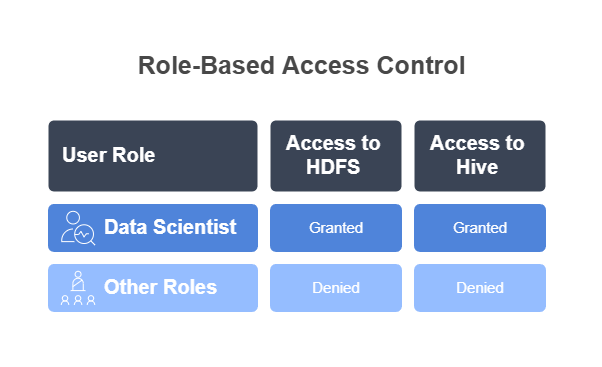 Role-Based Access Control
User Role
Access to
HDFS
Access to
Hive
Data Scientist
Granted
Granted
Other Roles
Denied
Denied